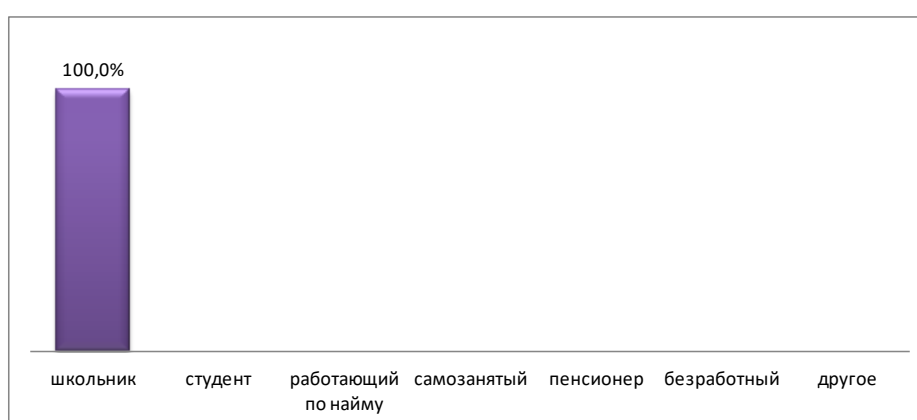 100,0%
школьник студент работающий самозанятый пенсионер безработный другое
по найму